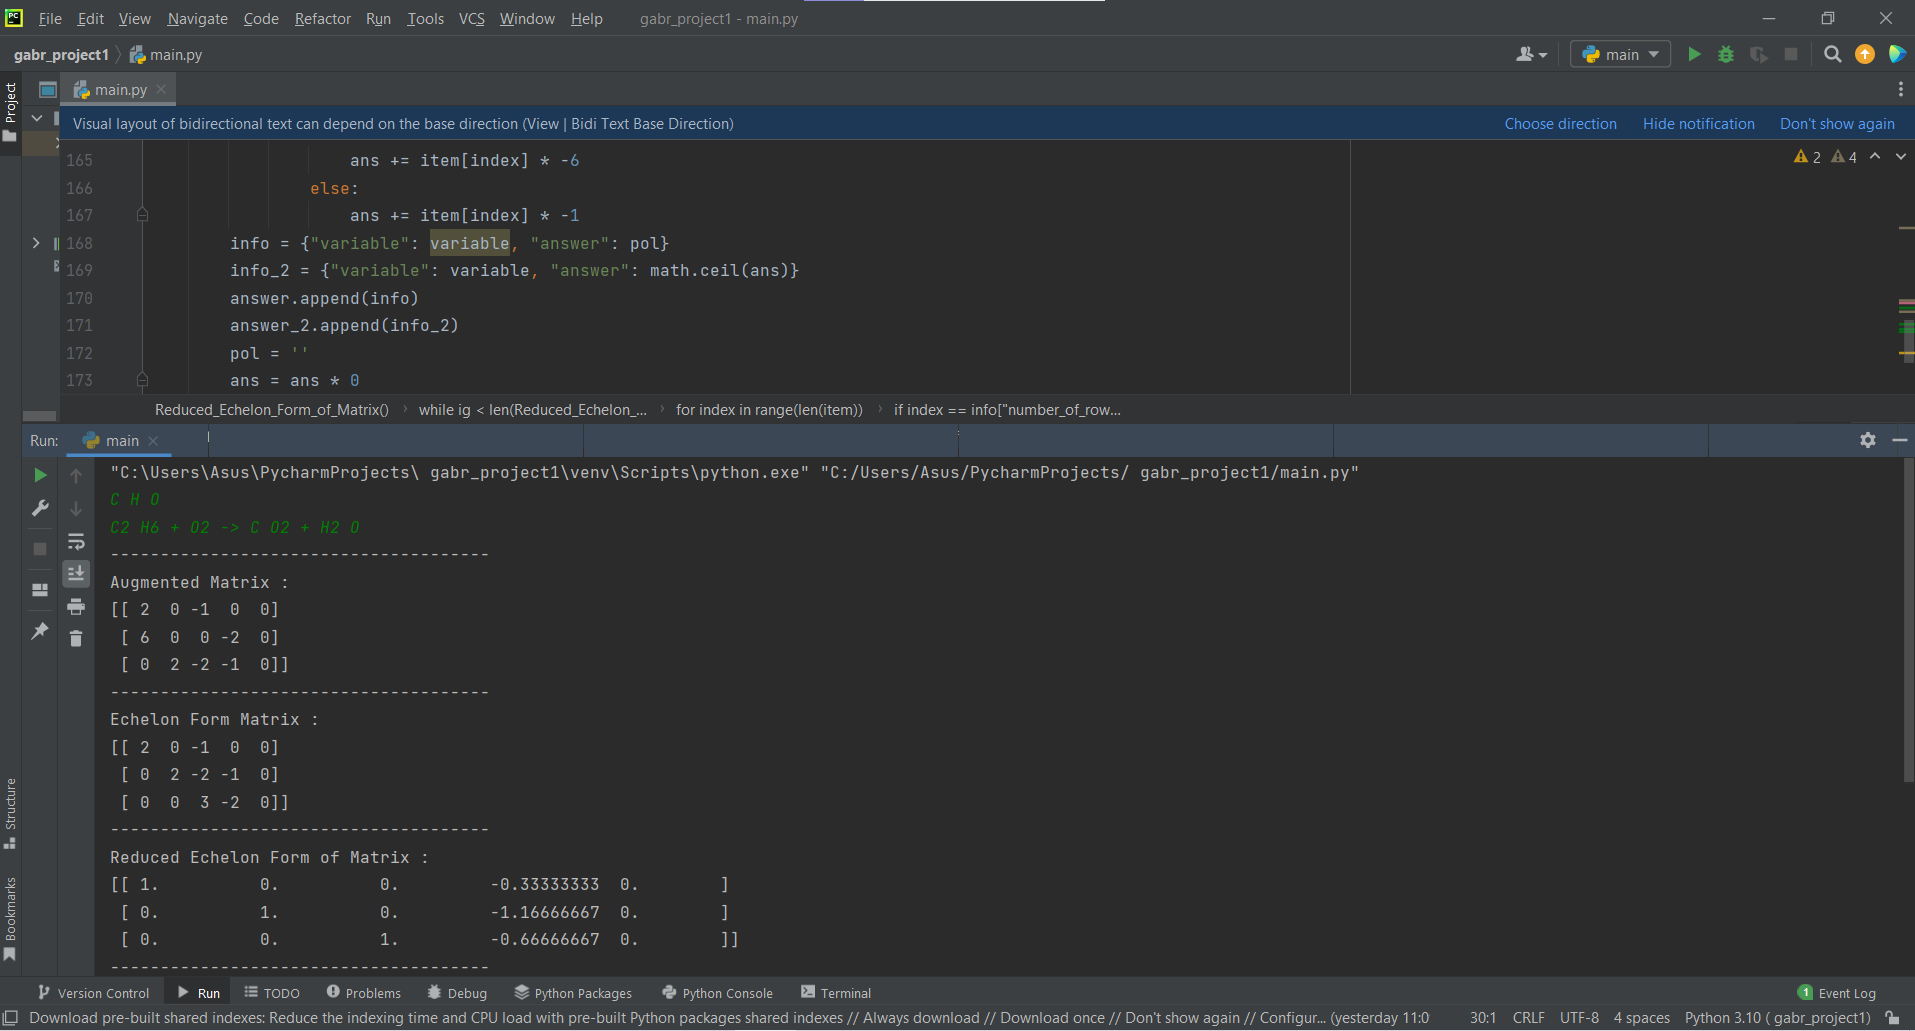 PC File Edit View Navigate Code Refactor Run Tools VCS Window Help gabr_project1 - main.py
gabr_project1 main.py main
Project main.py
Visual layout of bidirectional text can depend on the base direction (View | Bidi Text Base Direction) Choose direction Hide notification Don't show again
2 4
165 ans += item[index] * -6
166 else:
167 ans += item[index] * -1
168 info = {"variable": variable, "answer": pol}
169 info_2 = {"variable": variable, "answer": math.ceil(ans)}
170 answer.append(info)
171 answer_2.append(info_2)
172 pol = ''
173 ans = ans * 0
Reduced_Echelon_Form_of_Matrix() while ig < len(Reduced_Echelon_... for index in range(len(item)) if index == info["number_of_row...
Run: main
"C:\Users\Asus\PycharmProjects\ gabr_project1\venv\Scripts\python.exe" "C:/Users/Asus/PycharmProjects/ gabr_project1/main.py"
C H O
C2 H6 + O2 -> C O2 + H2 O
--------------------------------------
Augmented Matrix :
[[ 2  0 -1  0  0]
[ 6  0  0 -2  0]
[ 0  2 -2 -1  0]]
--------------------------------------
Echelon Form Matrix :
[[ 2  0 -1  0  0]
[ 0  2 -2 -1  0]
[ 0  0  3 -2  0]]
--------------------------------------
Reduced Echelon Form of Matrix :
[[ 1.          0.          0.         -0.33333333  0.        ]
[ 0.          1.          0.         -1.16666667  0.        ]
[ 0.          0.          1.         -0.66666667  0.        ]]
--------------------------------------
Structure
Bookmarks
Version Control Run TODO Problems Debug Python Packages Python Console Terminal 1 Event Log
Download pre-built shared indexes: Reduce the indexing time and CPU load with pre-built Python packages shared indexes // Always download // Download once // Don't show again // Configur... (yesterday 11:0 30:1 CRLF UTF-8 4 spaces Python 3.10 ( gabr_project1)